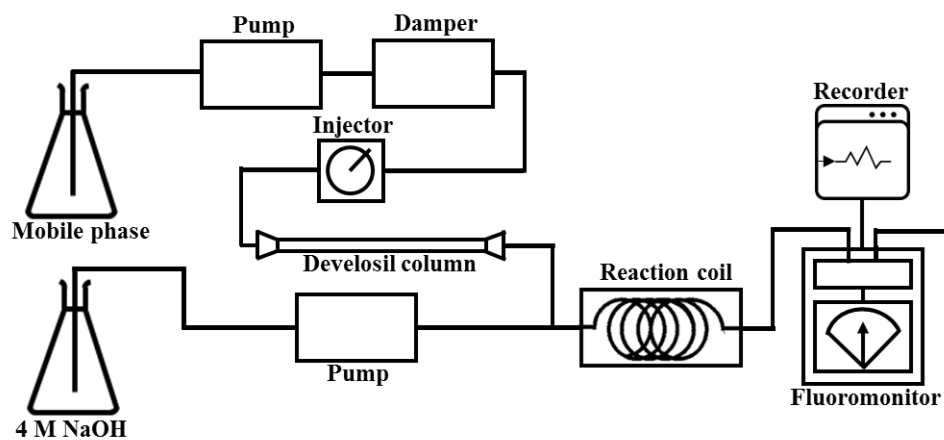 Pump
Damper
Recorder
Injector
Mobile phase
Develosil column
Reaction coil
Pump
Fluoromonitor
4 M NaOH